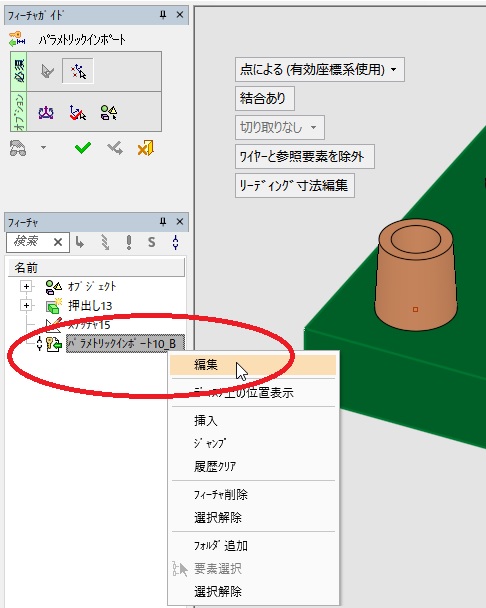 フィーチャガイド
パラメトリックインポート
必須
オプション
フィーチャ
検索
S
名前
オブジェクト
押出し13
スケッチ15
パラメトリックインポート10_B
編集
ディスク上の位置表示
挿入
ジャンプ
履歴クリア
フィーチャ削除
選択解除
フォルダ追加
要素選択
選択解除
点による (有効座標系使用)
結合あり
切り取りなし
ワイヤーと参照要素を除外
リーディング寸法編集